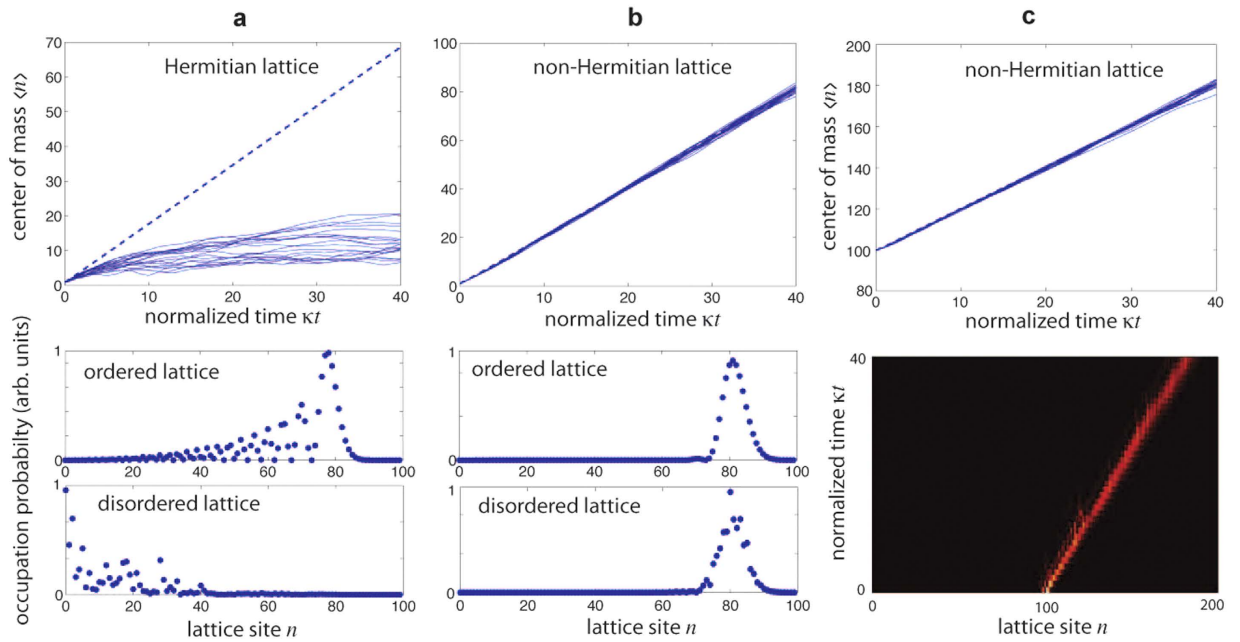 a
b
c
center of mass ⟨n⟩
70
60
50
40
30
20
10
0
Hermitian lattice
0 10 20 30 40
normalized time κt
100
80
60
40
20
0
non-Hermitian lattice
0 10 20 30 40
normalized time κt
center of mass ⟨n⟩
200
180
160
140
120
100
80
non-Hermitian lattice
0 10 20 30 40
normalized time κt
occupation probabilty (arb. units)
1
ordered lattice
0
0 20 40 60 80 100
1
disordered lattice
0
0 20 40 60 80 100
lattice site n
1
ordered lattice
0
0 20 40 60 80 100
1
disordered lattice
0
0 20 40 60 80 100
lattice site n
normalized time κt
40
0
0 100 200
lattice site n